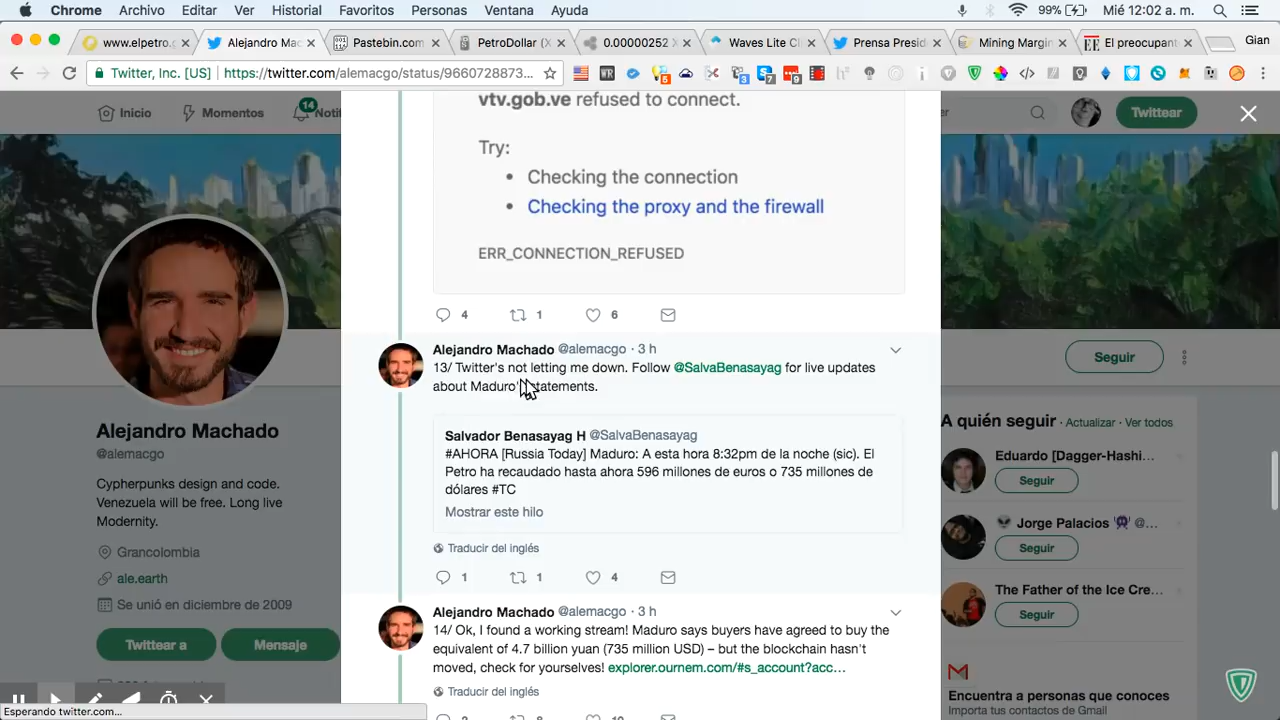 Chrome Archivo Editar Ver Historial Favoritos Personas Ventana Ayuda 99% Mié 12:02 a. m.
www.elpetro.g Alejandro Mac Pastebin.com PetroDollar (X 0.00000252 Waves Lite Cli Prensa Presid Mining Margin El preocupant Gian
Twitter, Inc. [US] https://twitter.com/alemacgo/status/9660728873...
Inicio Momentos 14 Noti Twittear
vtv.gob.ve refused to connect.
Try:
• Checking the connection
• Checking the proxy and the firewall
ERR_CONNECTION_REFUSED
4 1 6
Alejandro Machado @alemacgo · 3 h
13/ Twitter's not letting me down. Follow @SalvaBenasayag for live updates
about Maduro' statements.
Salvador Benasayag H @SalvaBenasayag
#AHORA [Russia Today] Maduro: A esta hora 8:32pm de la noche (sic). El
Petro ha recaudado hasta ahora 596 millones de euros o 735 millones de
dólares #TC
Mostrar este hilo
Traducir del inglés
1 1 4
Alejandro Machado @alemacgo · 3 h
14/ Ok, I found a working stream! Maduro says buyers have agreed to buy the
equivalent of 4.7 billion yuan (735 million USD) – but the blockchain hasn't
moved, check for yourselves! explorer.ournem.com/#s_account?acc...
Traducir del inglés
Alejandro Machado
@alemacgo
Cypherpunks design and code.
Venezuela will be free. Long live
Modernity.
Grancolombia
ale.earth
Se unió en diciembre de 2009
Twittear a Mensaje
Esperando twitter.com...
Seguir
A quién seguir · Actualizar · Ver todos
Eduardo [Dagger-Hashi...
Seguir
Jorge Palacios @...
Seguir
The Father of the Ice Cre...
Seguir
Encuentra a personas que conoces
Importa tus contactos de Gmail